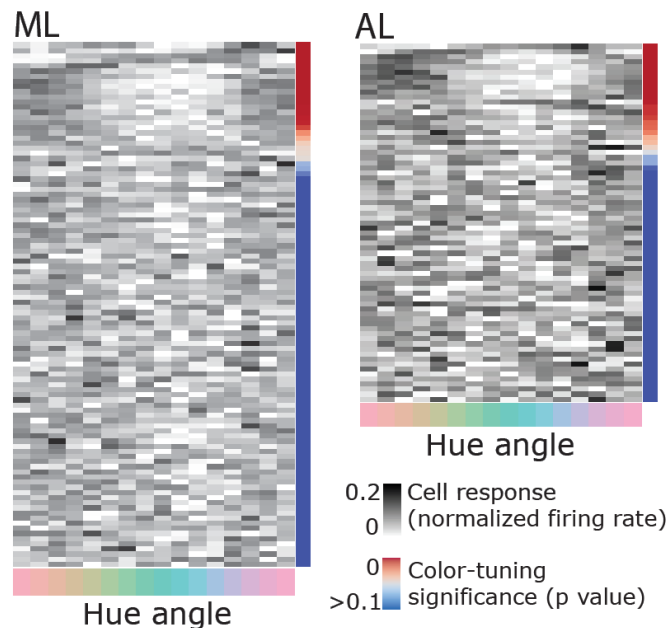 ML
AL
Hue angle
Hue angle
0.2
0
Cell response
(normalized firing rate)
0
>0.1
Color-tuning
significance (p value)